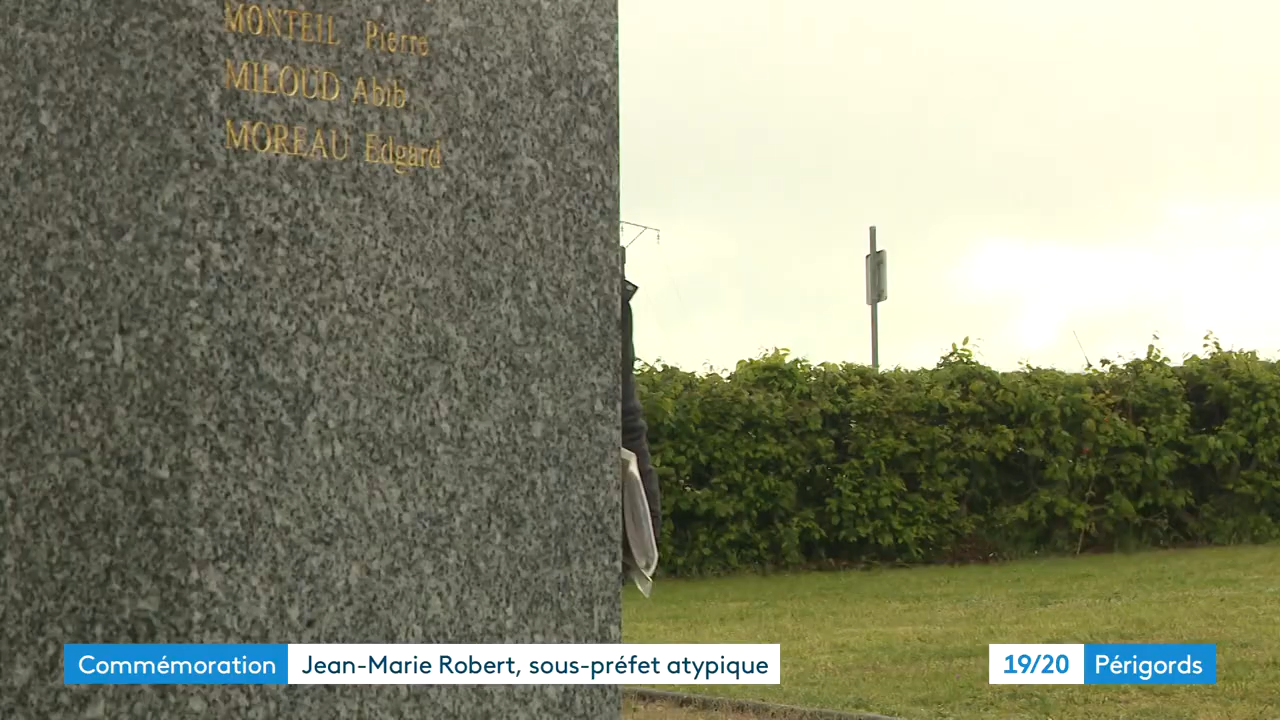 MONTEIL Pierre
MILOUD Abib
MOREAU Edgard
Commémoration Jean-Marie Robert, sous-préfet atypique
19/20 Périgords